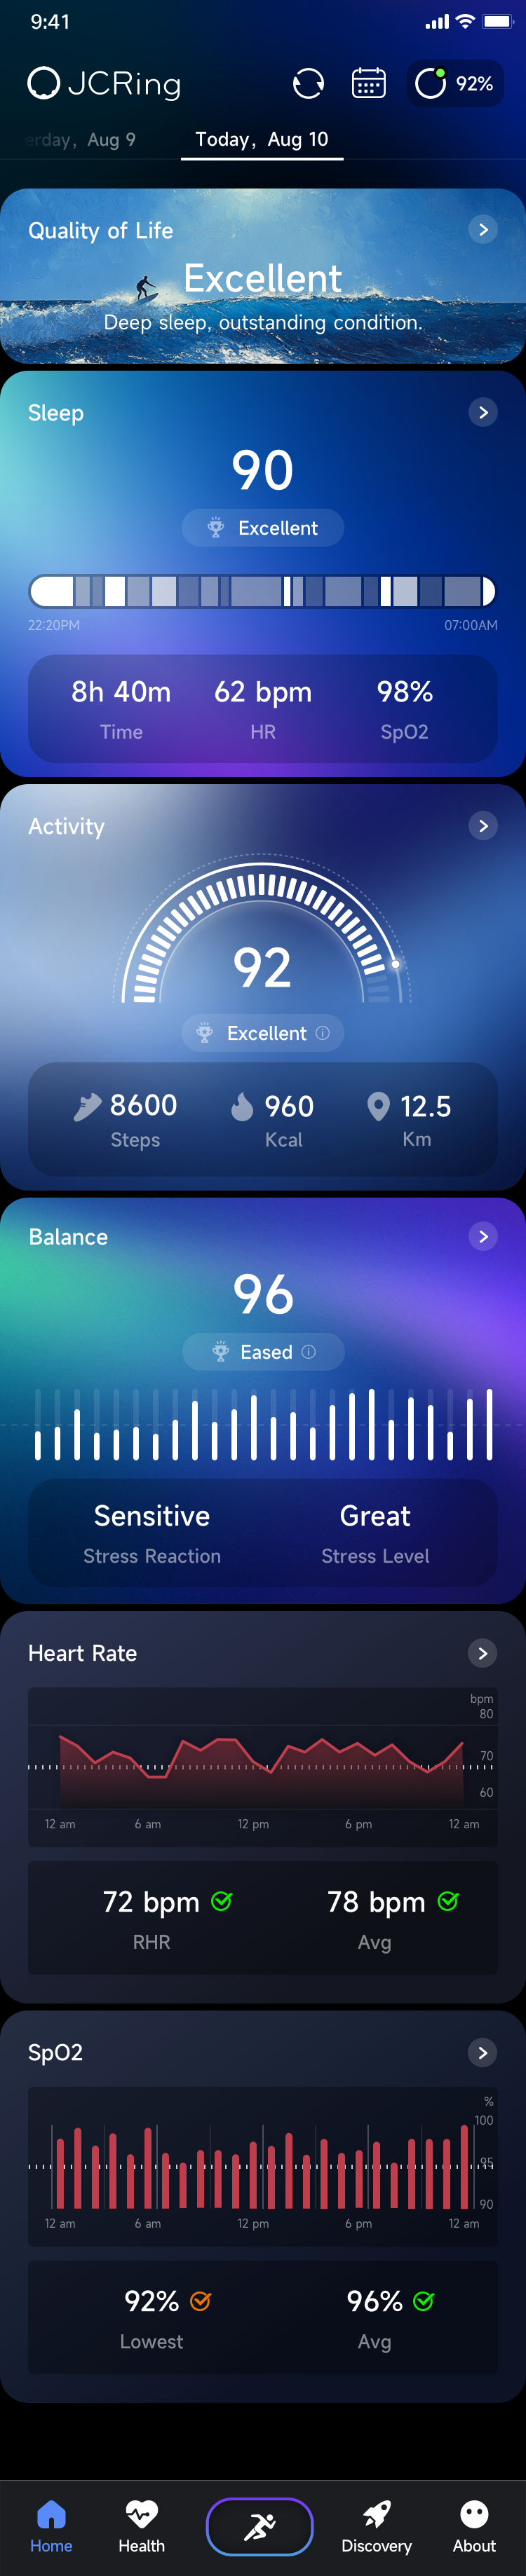 9:41
JCRing
92%
erday, Aug 9
Today, Aug 10
Quality of Life
Excellent
Deep sleep, outstanding condition.
Sleep
90
Excellent
22:20PM 07:00AM
8h 40m 62 bpm 98%
Time HR SpO2
Activity
92
Excellent
8600 960 12.5
Steps Kcal Km
Balance
96
Eased
Sensitive Great
Stress Reaction Stress Level
Heart Rate
bpm
80
70
60
12 am 6 am 12 pm 6 pm 12 am
72 bpm 78 bpm
RHR Avg
SpO2
%
100
95
90
12 am 6 am 12 pm 6 pm 12 am
92% 96%
Lowest Avg
Home Health Discovery About